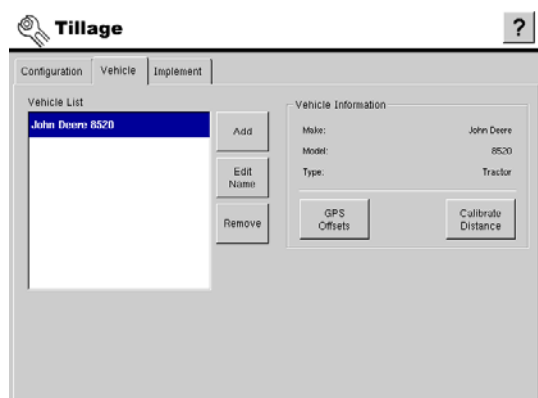 Tillage
?
Configuration Vehicle Implement
Vehicle List
John Deere 8520
Add
Edit
Name
Remove
Vehicle Information
Make: John Deere
Model: 8520
Type: Tractor
GPS
Offsets
Calibrate
Distance